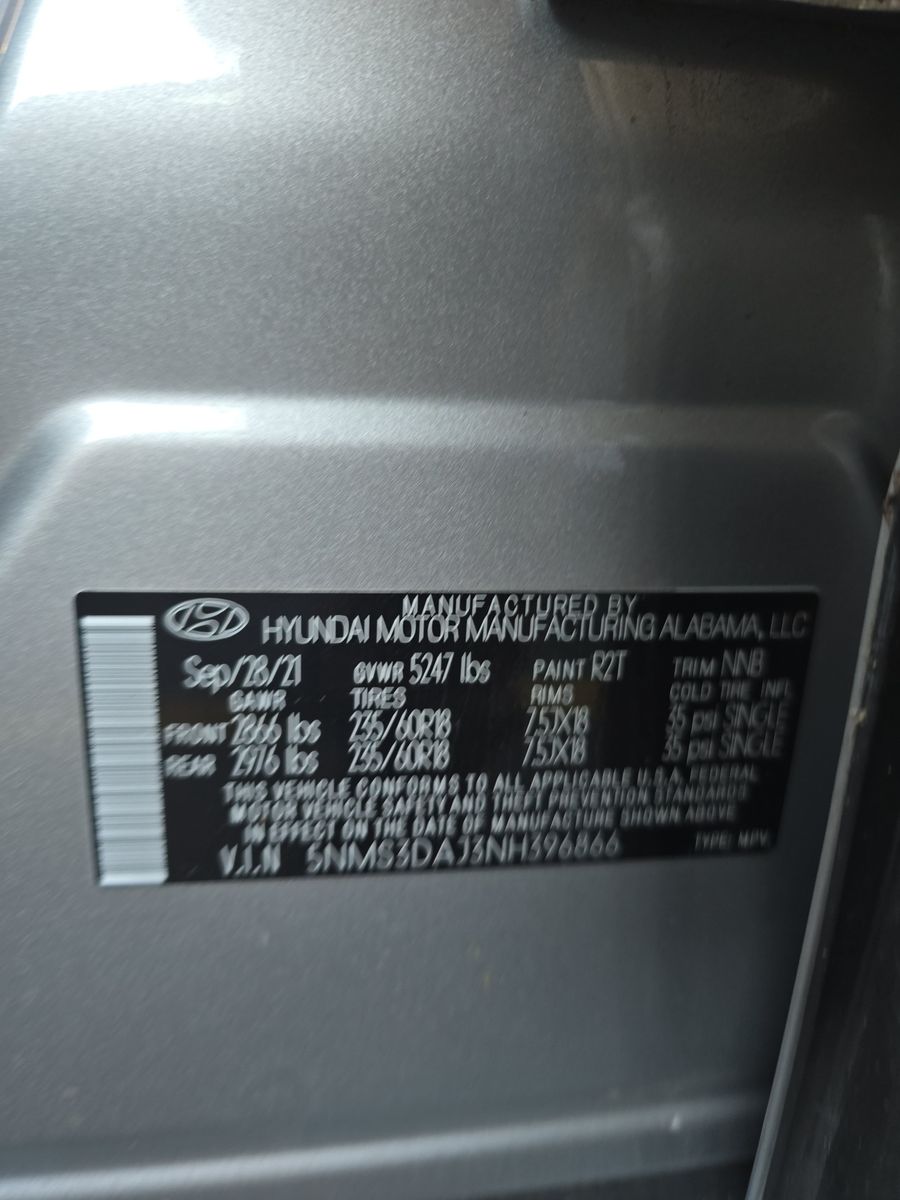 MANUFACTURED BY
HYUNDAI MOTOR MANUFACTURING ALABAMA, LLC
Sep/28/21 GVWR 5247 lbs PAINT R2T TRIM NNB
GAWR TIRES RIMS COLD TIRE INFL
FRONT 2866 lbs 235/60R18 7.5JX18 35 psi SINGLE
REAR 2976 lbs 235/60R18 7.5JX18 35 psi SINGLE
THIS VEHICLE CONFORMS TO ALL APPLICABLE U.S.A. FEDERAL
MOTOR VEHICLE SAFETY AND THEFT PREVENTION STANDARDS
IN EFFECT ON THE DATE OF MANUFACTURE SHOWN ABOVE
V.I.N 5NMS3DAJ3NH396866 TYPE: MPV